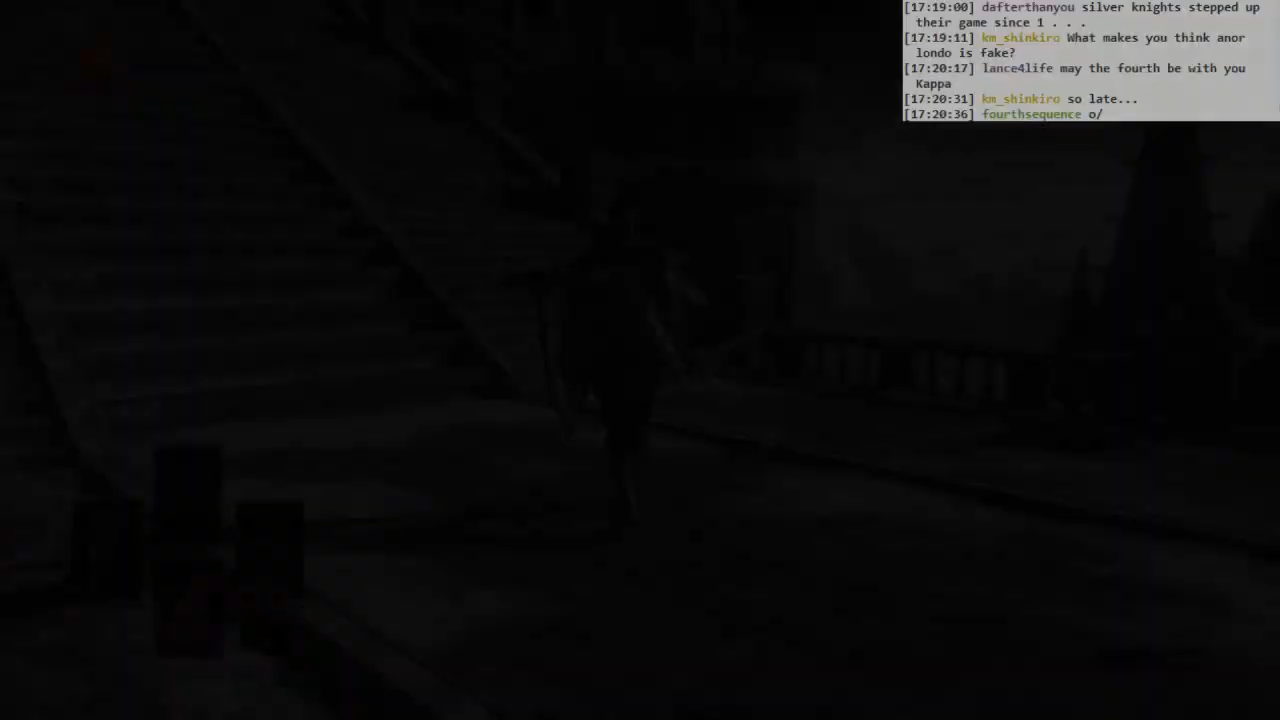 [17:19:00] dafterthanyou silver knights stepped up
their game since 1 . . .
[17:19:11] km_shinkiro What makes you think anor
londo is fake?
[17:20:17] lance4life may the fourth be with you
Kappa
[17:20:31] km_shinkiro so late...
[17:20:36] fourthsequence o/